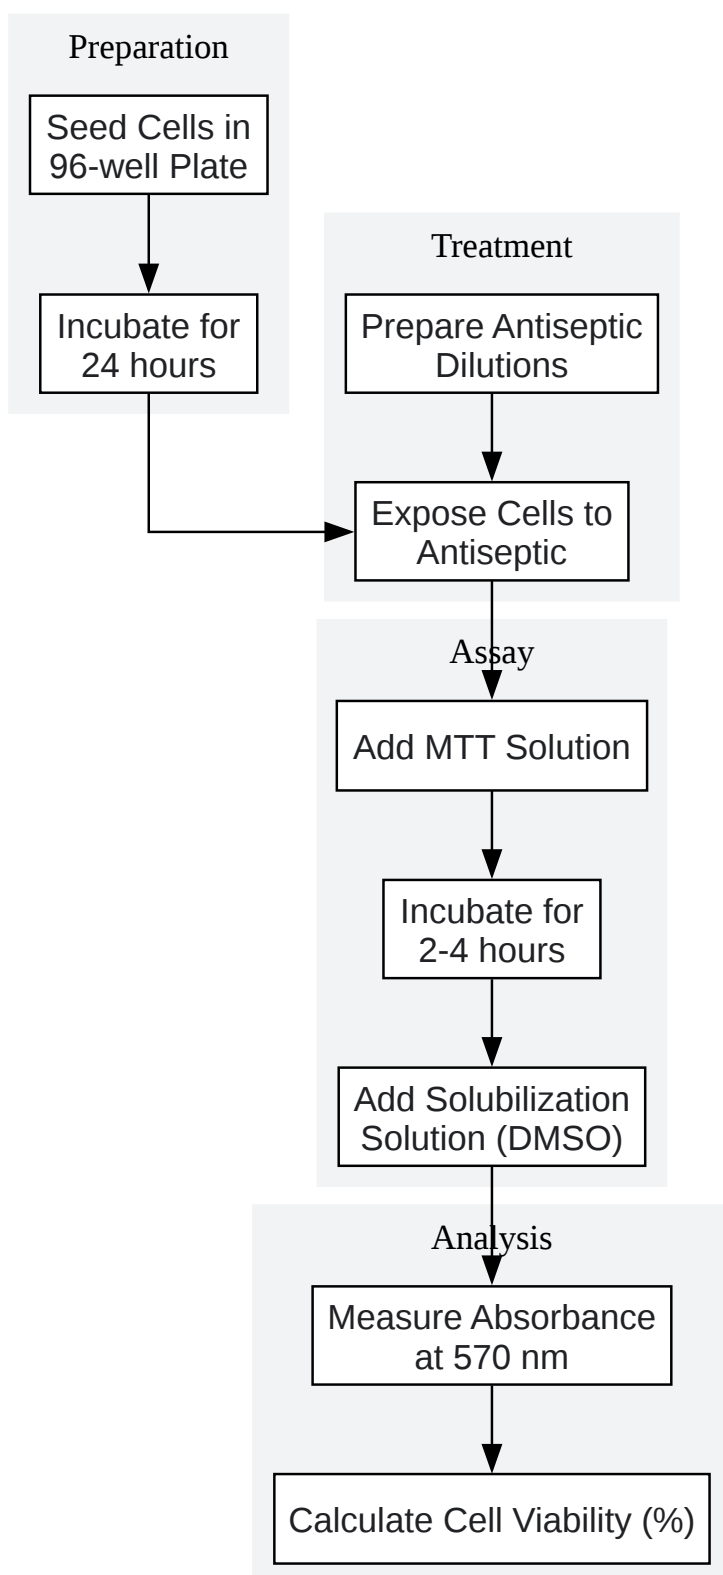 Preparation
Seed Cells in
96-well Plate
Incubate for
24 hours
Treatment
Prepare Antiseptic
Dilutions
Expose Cells to
Antiseptic
Assay
Add MTT Solution
Incubate for
2-4 hours
Add Solubilization
Solution (DMSO)
Analysis
Measure Absorbance
at 570 nm
Calculate Cell Viability (%)